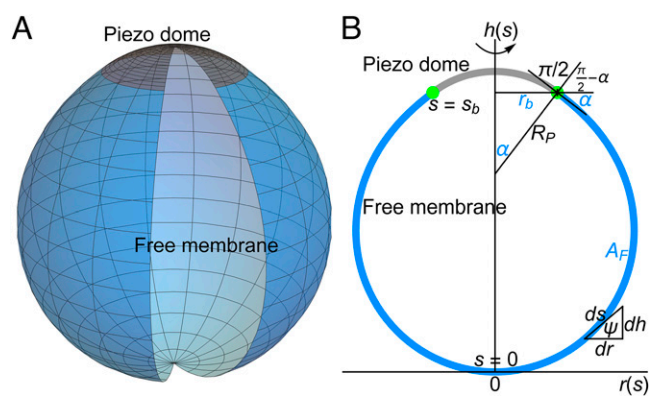 A
Piezo dome
Free membrane
B
h(s)
Piezo dome
π/2
π/2 −α
s = s_b
r_b
α
R_P
α
Free membrane
A_F
ds
ψ
dh
dr
s = 0
0
r(s)